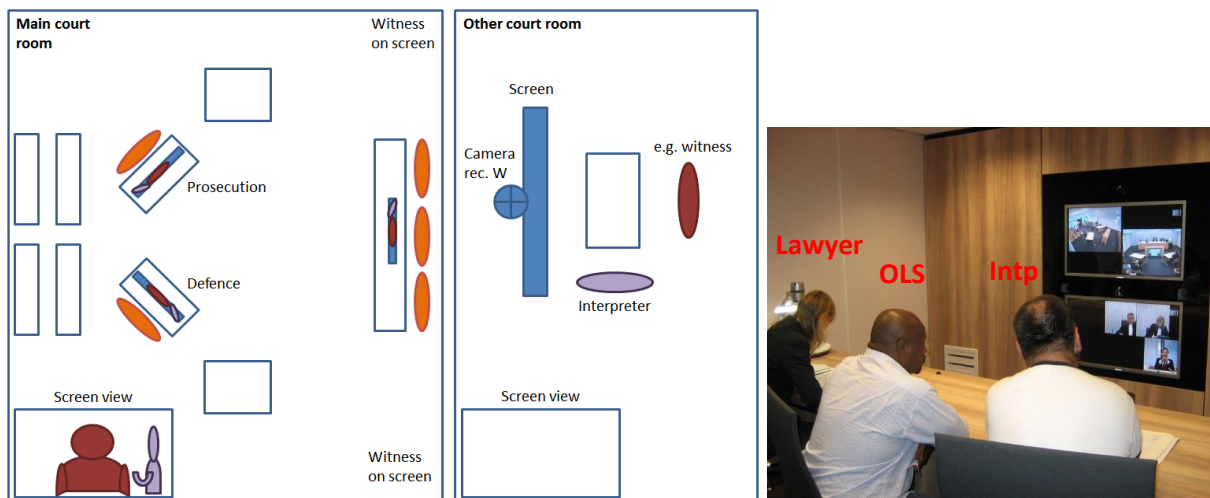 Main court
room
Witness
on screen
Prosecution
Defence
Screen view
Witness
on screen
Other court room
Screen
Camera
rec. W
e.g. witness
Interpreter
Screen view
Lawyer
OLS
Intp